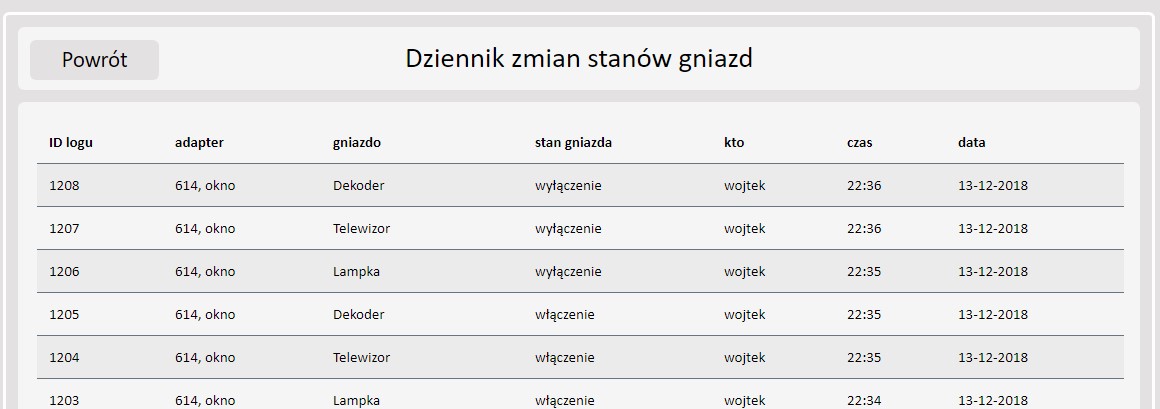 Powrót
Dziennik zmian stanów gniazd
ID logu adapter gniazdo stan gniazda kto czas data
1208 614, okno Dekoder wyłączenie wojtek 22:36 13-12-2018
1207 614, okno Telewizor wyłączenie wojtek 22:36 13-12-2018
1206 614, okno Lampka wyłączenie wojtek 22:35 13-12-2018
1205 614, okno Dekoder włączenie wojtek 22:35 13-12-2018
1204 614, okno Telewizor włączenie wojtek 22:35 13-12-2018
1203 614, okno Lampka włączenie wojtek 22:34 13-12-2018